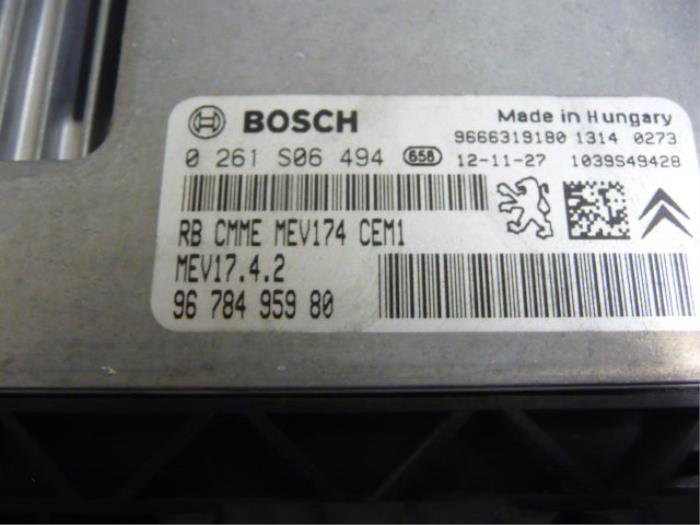 BOSCH
Made in Hungary
9666319180 1314 0273
0 261 S06 494 658 12-11-27 1039S49428
RB CMME MEV174 CEM1
MEV17.4.2
96 784 959 80